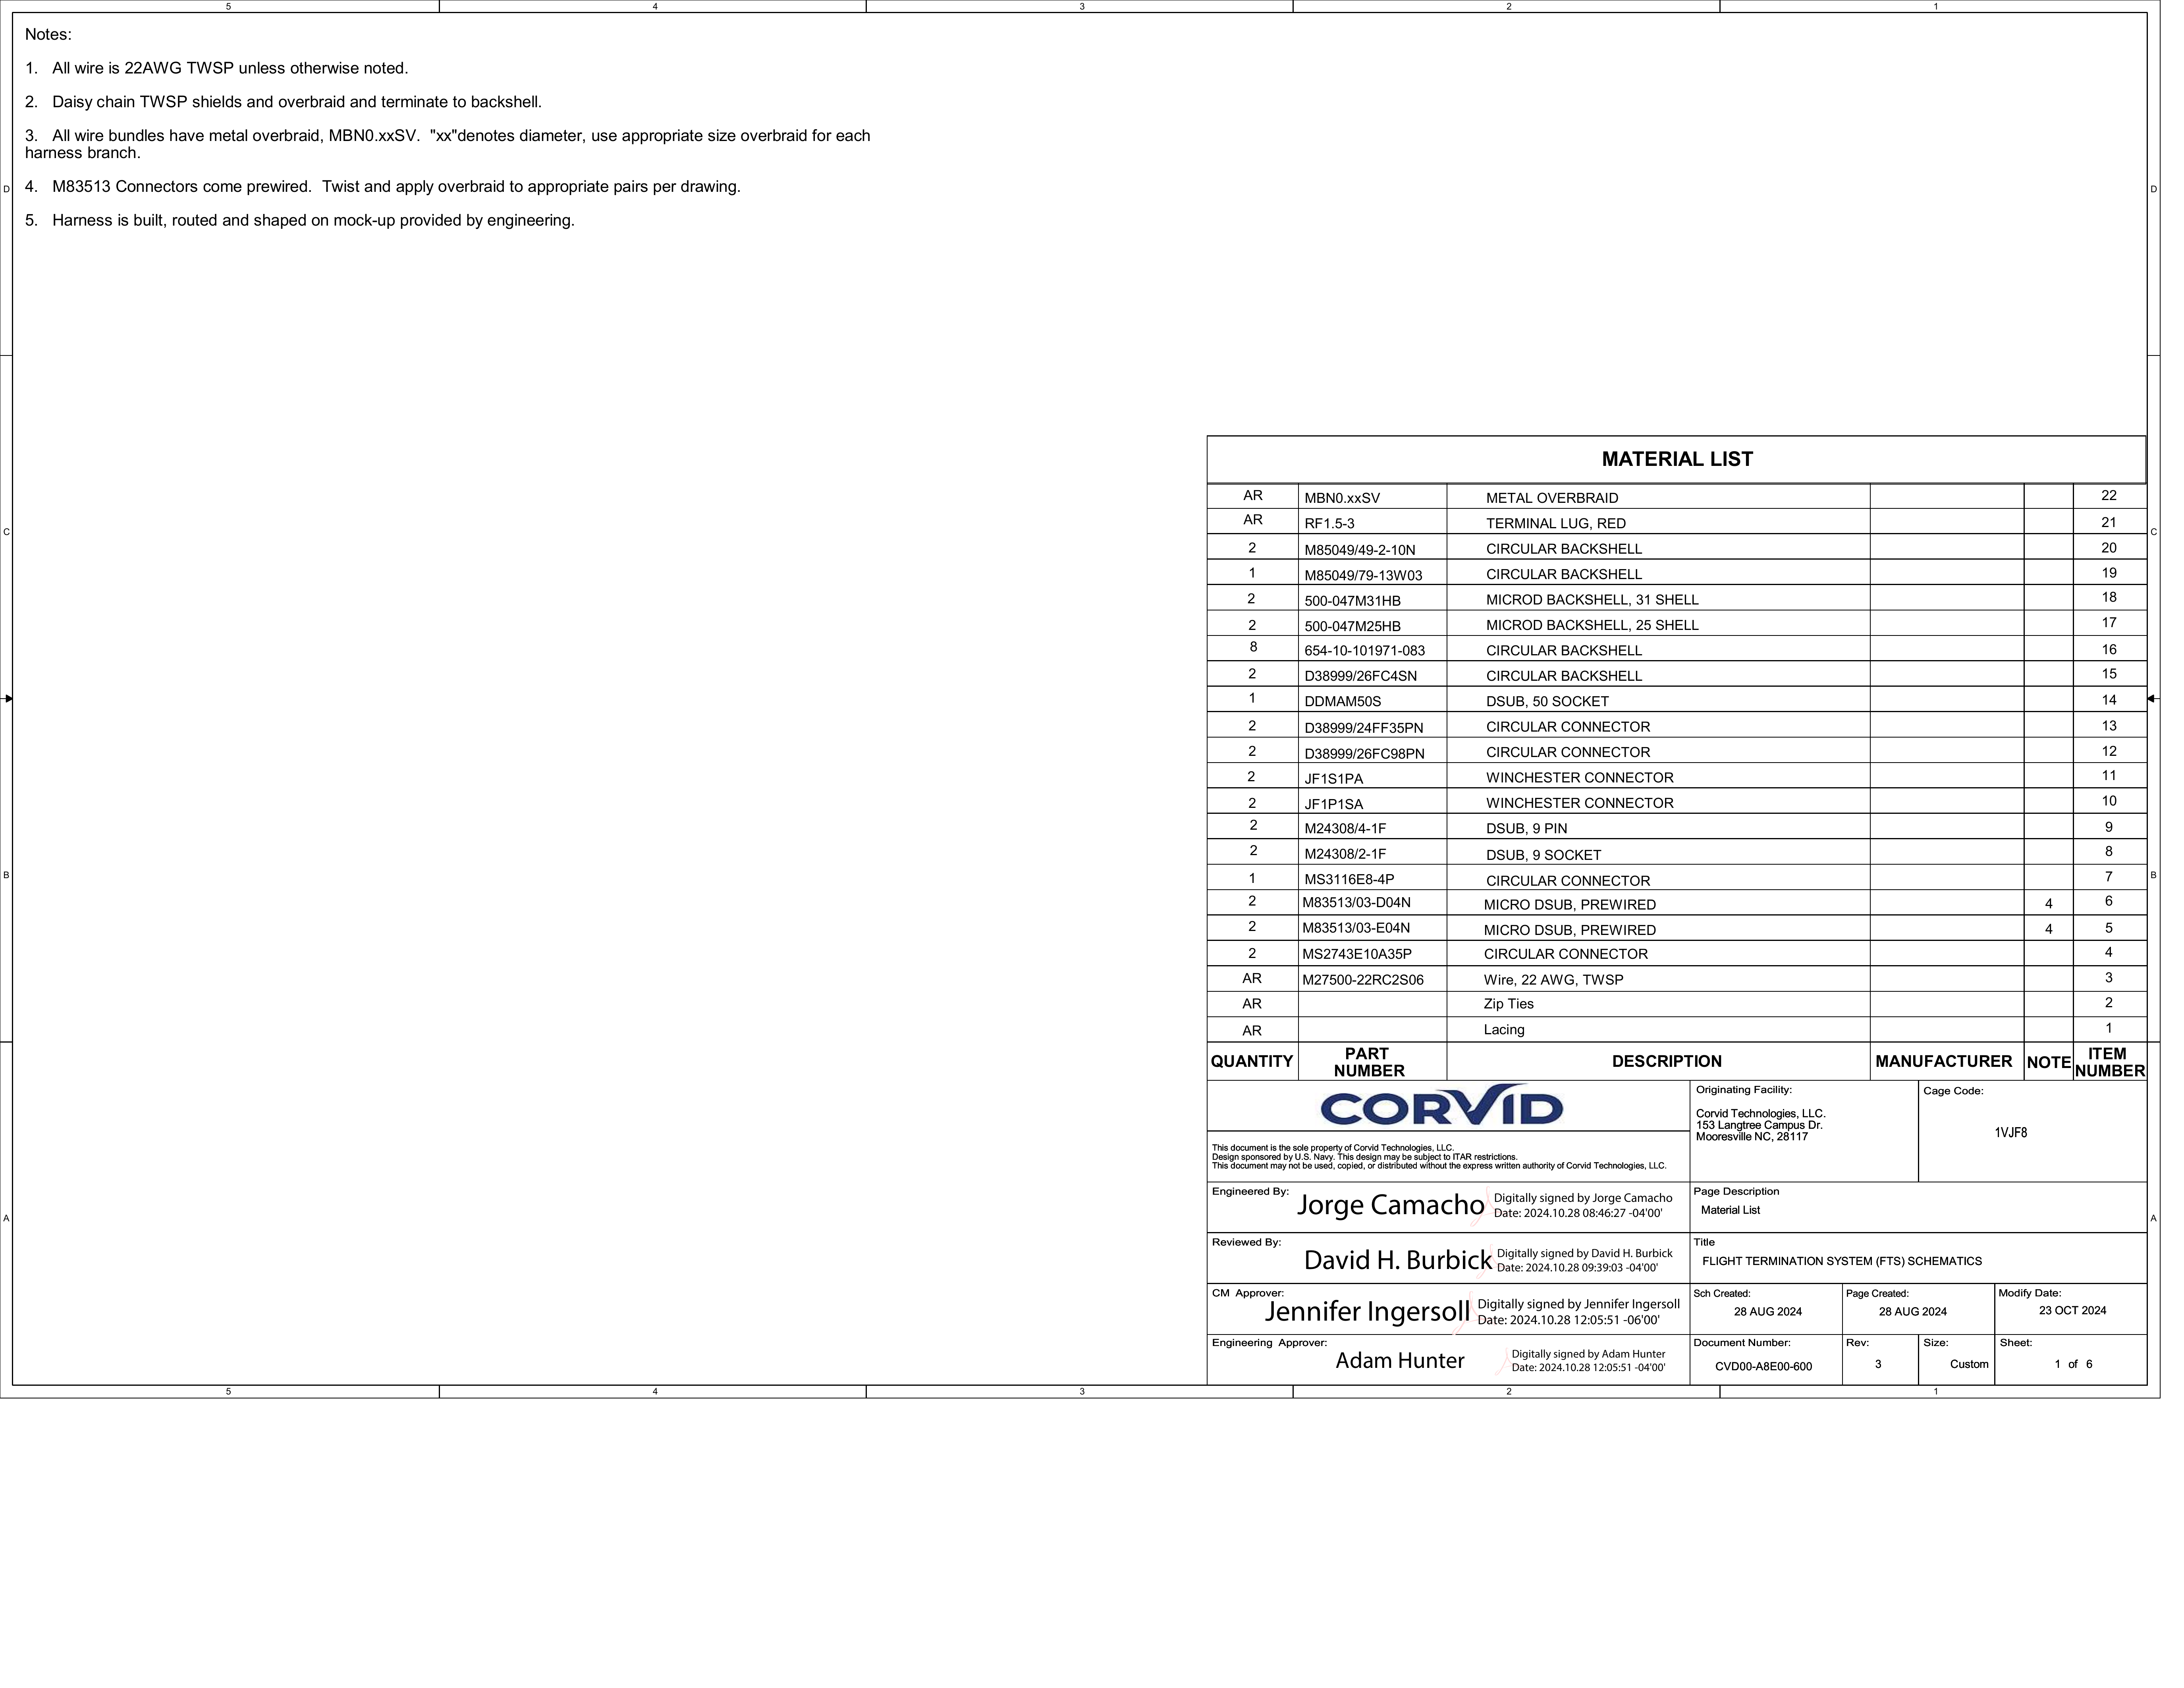 5 4 3 2 1
Notes:
1. All wire is 22AWG TWSP unless otherwise noted.
2. Daisy chain TWSP shields and overbraid and terminate to backshell.
3. All wire bundles have metal overbraid, MBN0.xxSV. "xx"denotes diameter, use appropriate size overbraid for each
harness branch.
4. M83513 Connectors come prewired. Twist and apply overbraid to appropriate pairs per drawing.
5. Harness is built, routed and shaped on mock-up provided by engineering.
D D
C C
B B
A A
MATERIAL LIST
AR MBN0.xxSV METAL OVERBRAID 22
AR RF1.5-3 TERMINAL LUG, RED 21
2 M85049/49-2-10N CIRCULAR BACKSHELL 20
1 M85049/79-13W03 CIRCULAR BACKSHELL 19
2 500-047M31HB MICROD BACKSHELL, 31 SHELL 18
2 500-047M25HB MICROD BACKSHELL, 25 SHELL 17
8 654-10-101971-083 CIRCULAR BACKSHELL 16
2 D38999/26FC4SN CIRCULAR BACKSHELL 15
1 DDMAM50S DSUB, 50 SOCKET 14
2 D38999/24FF35PN CIRCULAR CONNECTOR 13
2 D38999/26FC98PN CIRCULAR CONNECTOR 12
2 JF1S1PA WINCHESTER CONNECTOR 11
2 JF1P1SA WINCHESTER CONNECTOR 10
2 M24308/4-1F DSUB, 9 PIN 9
2 M24308/2-1F DSUB, 9 SOCKET 8
1 MS3116E8-4P CIRCULAR CONNECTOR 7
2 M83513/03-D04N MICRO DSUB, PREWIRED 4 6
2 M83513/03-E04N MICRO DSUB, PREWIRED 4 5
2 MS2743E10A35P CIRCULAR CONNECTOR 4
AR M27500-22RC2S06 Wire, 22 AWG, TWSP 3
AR Zip Ties 2
AR Lacing 1
QUANTITY PART NUMBER DESCRIPTION MANUFACTURER NOTE ITEM NUMBER
CORVID
This document is the sole property of Corvid Technologies, LLC.
Design sponsored by U.S. Navy. This design may be subject to ITAR restrictions.
This document may not be used, copied, or distributed without the express written authority of Corvid Technologies, LLC.
Originating Facility:
Corvid Technologies, LLC.
153 Langtree Campus Dr.
Mooresville NC, 28117
Cage Code:
1VJF8
Engineered By:
Jorge Camacho
Digitally signed by Jorge Camacho
Date: 2024.10.28 08:46:27 -04'00'
Page Description
Material List
Reviewed By:
David H. Burbick
Digitally signed by David H. Burbick
Date: 2024.10.28 09:39:03 -04'00'
Title
FLIGHT TERMINATION SYSTEM (FTS) SCHEMATICS
CM Approver:
Jennifer Ingersoll
Digitally signed by Jennifer Ingersoll
Date: 2024.10.28 12:05:51 -06'00'
Sch Created:
28 AUG 2024
Page Created:
28 AUG 2024
Modify Date:
23 OCT 2024
Engineering Approver:
Adam Hunter
Digitally signed by Adam Hunter
Date: 2024.10.28 12:05:51 -04'00'
Document Number:
CVD00-A8E00-600
Rev:
3
Size:
Custom
Sheet:
1 of 6
5 4 3 2 1